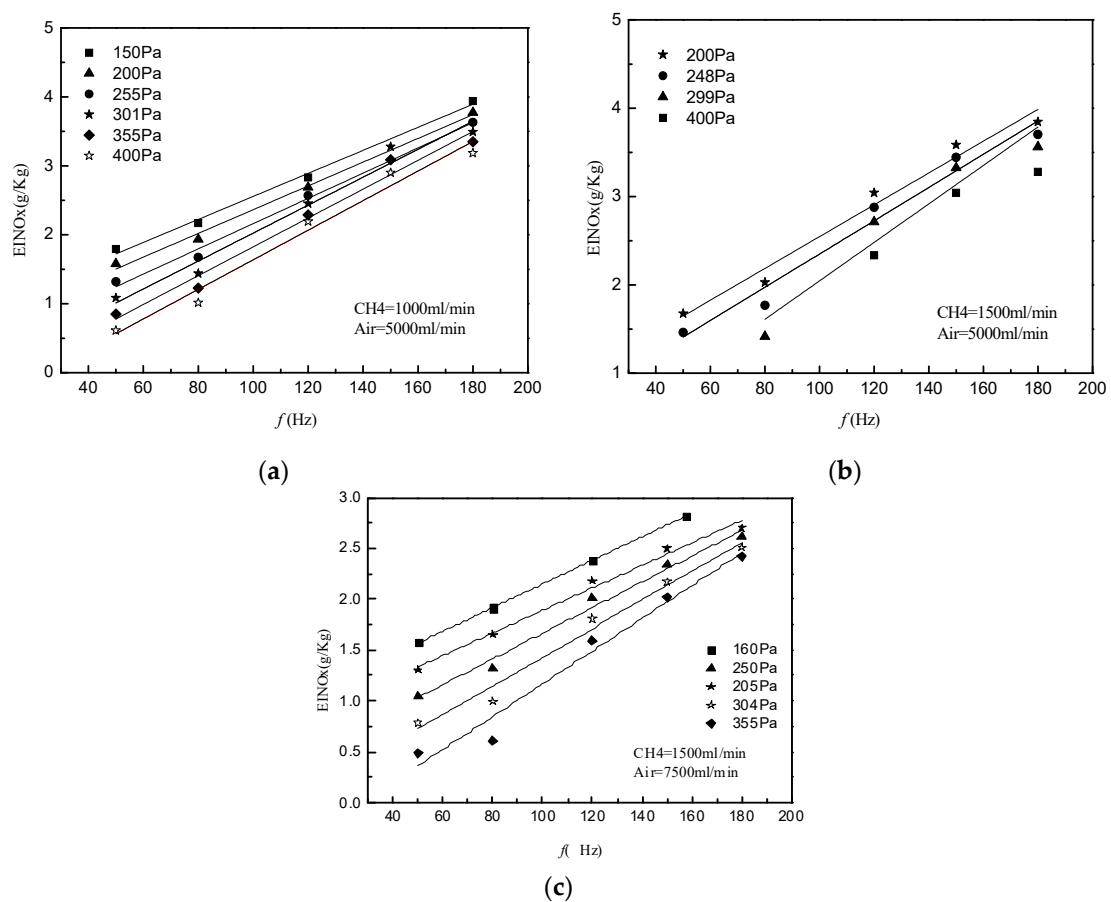 5
4
3
2
1
0
EINOx(g/Kg)
150Pa
200Pa
255Pa
301Pa
355Pa
400Pa
CH4=1000ml/min
Air=5000ml/min
40 60 80 100 120 140 160 180 200
f (Hz)
(a)
5
4
3
2
1
EINOx(g/Kg)
200Pa
248Pa
299Pa
400Pa
CH4=1500ml/min
Air=5000ml/min
40 60 80 100 120 140 160 180 200
f (Hz)
(b)
3.0
2.5
2.0
1.5
1.0
0.5
0.0
EINOx(g/Kg)
160Pa
250Pa
205Pa
304Pa
355Pa
CH4=1500ml/min
Air=7500ml/min
40 60 80 100 120 140 160 180 200
f( Hz)
(c)